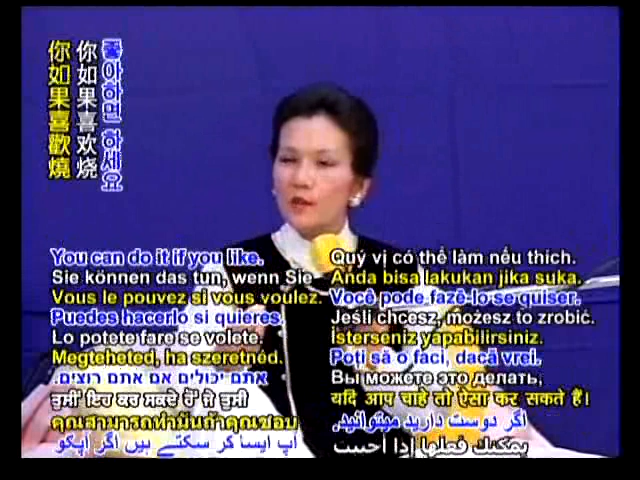 你如果喜歡燒
你如果喜欢烧
좋아하면 하세요
You can do it if you like.
Sie können das tun, wenn Sie
Vous le pouvez si vous voulez.
Puedes hacerlo si quieres.
Lo potete fare se volete.
Megteheted, ha szeretnéd.
אתם יכולים אם אתם רוצים.
ਤੁਸੀਂ ਇਹ ਕਰ ਸਕਦੇ ਹੋਂ ਜੇ ਤੁਸੀ
คุณสามารถทำมันถ้าคุณชอบ
آپ ایسا کر سکتے ہیں اگر آپکو
Quý vị có thể làm nếu thích.
Anda bisa lakukan jika suka.
Você pode fazê-lo se quiser.
Jeśli chcesz, możesz to zrobić.
İsterseniz yapabilirsiniz.
Poți să o faci, dacă vrei.
Вы можете это делать,
यदि आप चाहें तो ऐसा कर सकते हैं।
اگر دوست دارید میتوانید.
يمكنك فعلها إذا أحببت